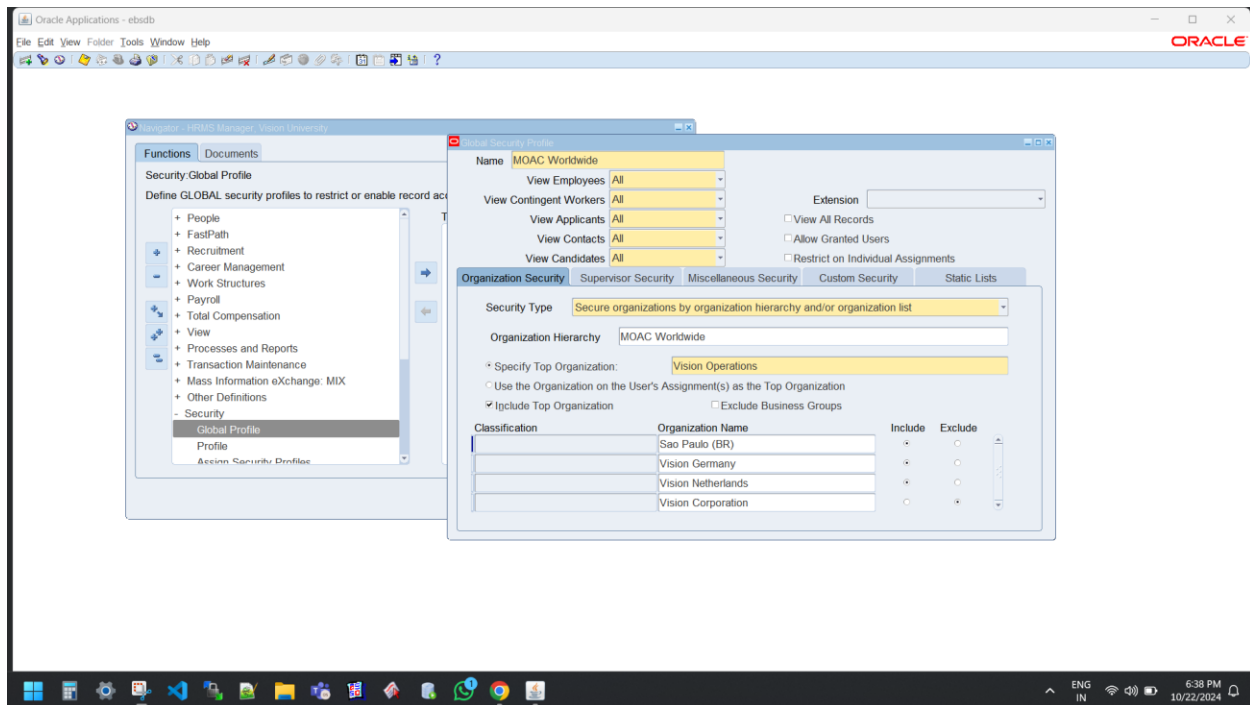 Oracle Applications - ebsdb
File Edit View Folder Tools Window Help
ORACLE
Navigator - HRMS Manager, Vision University
Functions Documents
Security:Global Profile
Define GLOBAL security profiles to restrict or enable record acc
+ People
+ FastPath
+ Recruitment
+ Career Management
+ Work Structures
+ Payroll
+ Total Compensation
+ View
+ Processes and Reports
+ Transaction Maintenance
+ Mass Information eXchange: MIX
+ Other Definitions
- Security
Global Profile
Profile
Assign Security Profiles
T
Global Security Profile
Name MOAC Worldwide
View Employees All
View Contingent Workers All Extension
View Applicants All View All Records
View Contacts All Allow Granted Users
View Candidates All Restrict on Individual Assignments
Organization Security Supervisor Security Miscellaneous Security Custom Security Static Lists
Security Type Secure organizations by organization hierarchy and/or organization list
Organization Hierarchy MOAC Worldwide
Specify Top Organization: Vision Operations
Use the Organization on the User's Assignment(s) as the Top Organization
Include Top Organization Exclude Business Groups
Classification Organization Name Include Exclude
Sao Paulo (BR)
Vision Germany
Vision Netherlands
Vision Corporation
1
ENG
IN
6:38 PM
10/22/2024